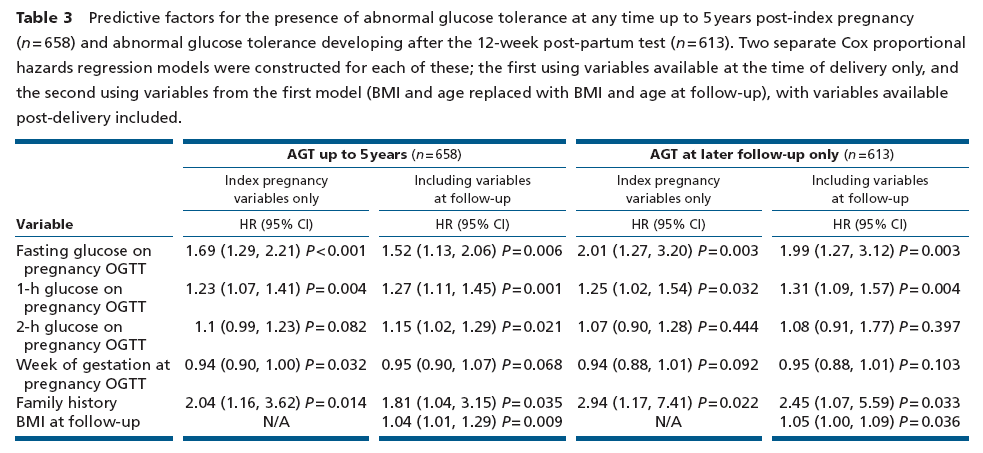 Table 3 Predictive factors for the presence of abnormal glucose tolerance at any time up to 5 years post-index pregnancy
(n=658) and abnormal glucose tolerance developing after the 12-week post-partum test (n=613). Two separate Cox proportional
hazards regression models were constructed for each of these; the first using variables available at the time of delivery only, and
the second using variables from the first model (BMI and age replaced with BMI and age at follow-up), with variables available
post-delivery included.
AGT up to 5 years (n=658) AGT at later follow-up only (n=613)
Index pregnancy Including variables Index pregnancy Including variables
variables only at follow-up variables only at follow-up
Variable HR (95% CI) HR (95% CI) HR (95% CI) HR (95% CI)
Fasting glucose on 1.69 (1.29, 2.21) P<0.001 1.52 (1.13, 2.06) P=0.006 2.01 (1.27, 3.20) P=0.003 1.99 (1.27, 3.12) P=0.003
pregnancy OGTT
1-h glucose on 1.23 (1.07, 1.41) P=0.004 1.27 (1.11, 1.45) P=0.001 1.25 (1.02, 1.54) P=0.032 1.31 (1.09, 1.57) P=0.004
pregnancy OGTT
2-h glucose on 1.1 (0.99, 1.23) P=0.082 1.15 (1.02, 1.29) P=0.021 1.07 (0.90, 1.28) P=0.444 1.08 (0.91, 1.77) P=0.397
pregnancy OGTT
Week of gestation at 0.94 (0.90, 1.00) P=0.032 0.95 (0.90, 1.07) P=0.068 0.94 (0.88, 1.01) P=0.092 0.95 (0.88, 1.01) P=0.103
pregnancy OGTT
Family history 2.04 (1.16, 3.62) P=0.014 1.81 (1.04, 3.15) P=0.035 2.94 (1.17, 7.41) P=0.022 2.45 (1.07, 5.59) P=0.033
BMI at follow-up N/A 1.04 (1.01, 1.29) P=0.009 N/A 1.05 (1.00, 1.09) P=0.036